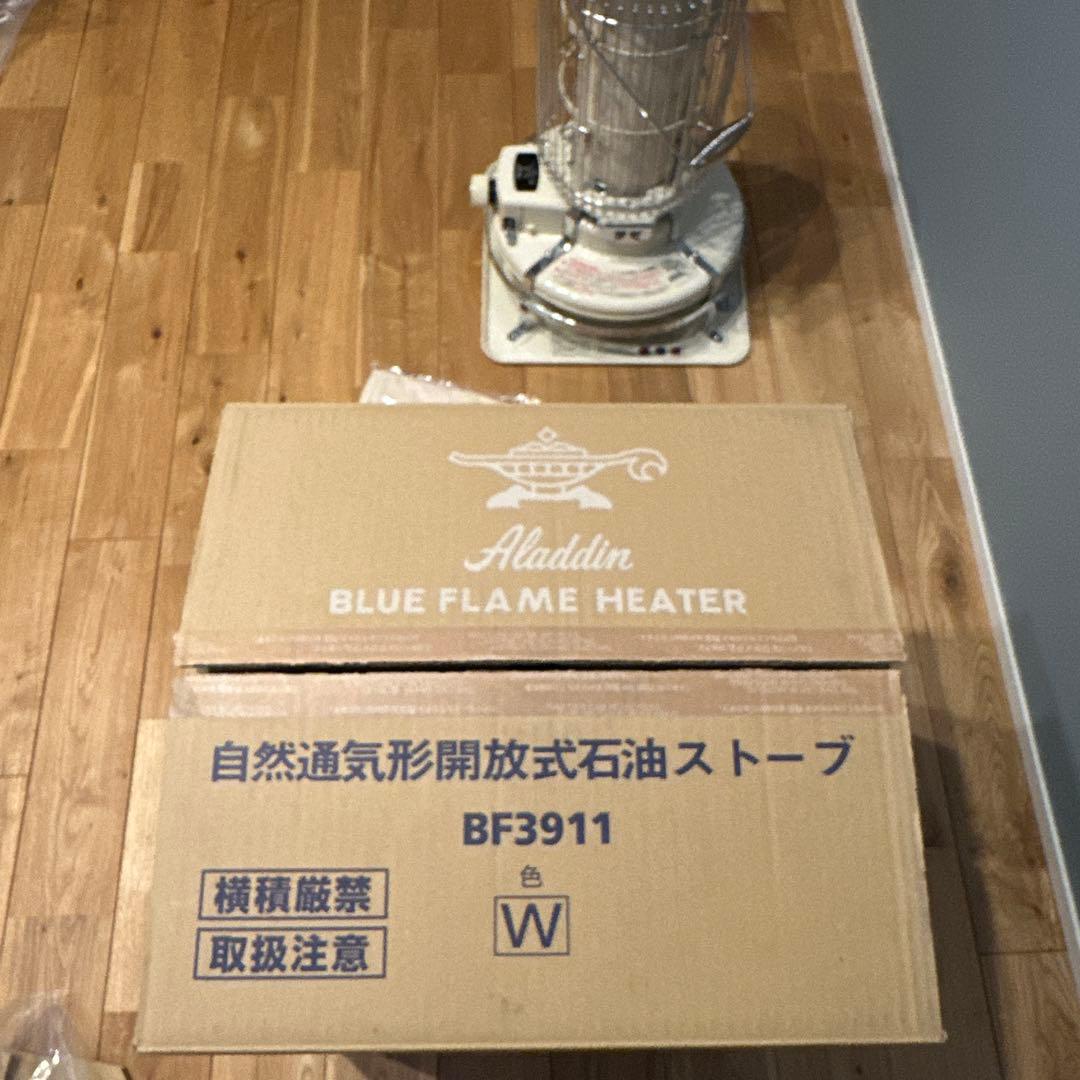 Aladdin
BLUE FLAME HEATER
自然通気形開放式石油ストーブ
BF3911
色
W
横積厳禁
取扱注意